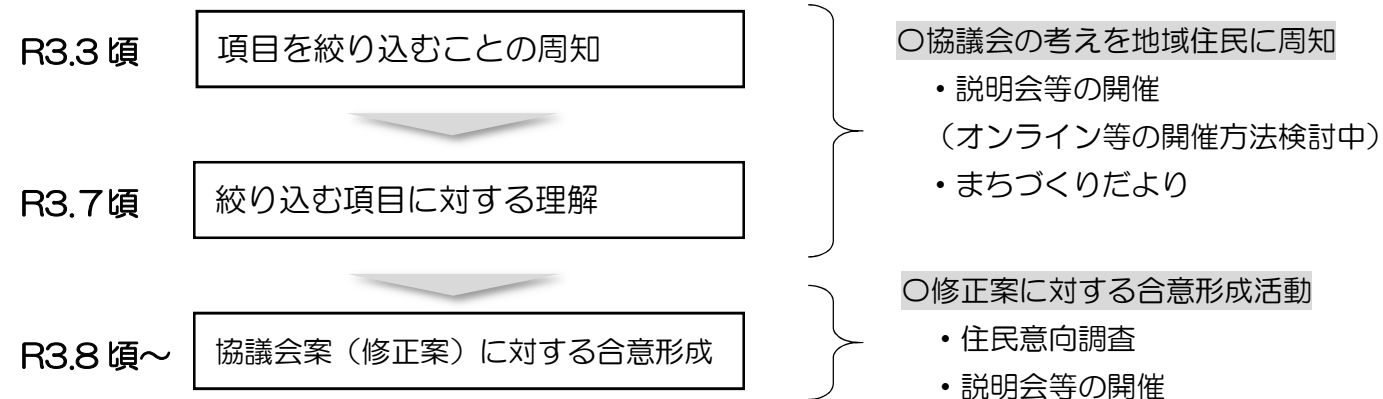 R3.3頃
項目を絞り込むことの周知
R3.7頃
絞り込む項目に対する理解
R3.8頃~
協議会案（修正案）に対する合意形成
〇協議会の考えを地域住民に周知
・説明会等の開催
（オンライン等の開催方法検討中）
・まちづくりだより
〇修正案に対する合意形成活動
・住民意向調査
・説明会等の開催